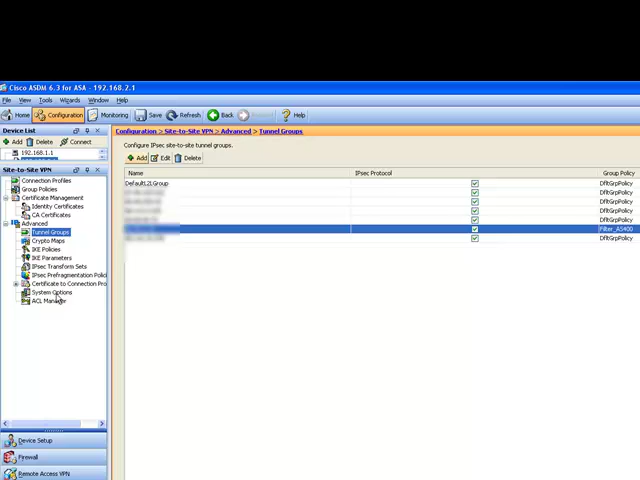 Cisco ASDM 6.3 for ASA - 192.168.2.1
File View Tools Wizards Window Help
Home Configuration Monitoring Save Refresh Back Help
Device List
Add Delete Connect
192.168.1.1
Site-to-Site VPN
Connection Profiles
Group Policies
Certificate Management
Identity Certificates
CA Certificates
Advanced
Tunnel Groups
Crypto Maps
IKE Policies
IKE Parameters
IPsec Transform Sets
IPsec Prefragmentation Polici
Certificate to Connection Pro
System Options
ACL Manager
Device Setup
Firewall
Remote Access VPN
Configuration > Site-to-Site VPN > Advanced > Tunnel Groups
Configure IPsec site-to-site tunnel groups.
Add Edit Delete
Name IPsec Protocol Group Policy
DefaultL2LGroup DfltGrpPolicy
DfltGrpPolicy
DfltGrpPolicy
DfltGrpPolicy
DfltGrpPolicy
Filter_AS400
DfltGrpPolicy